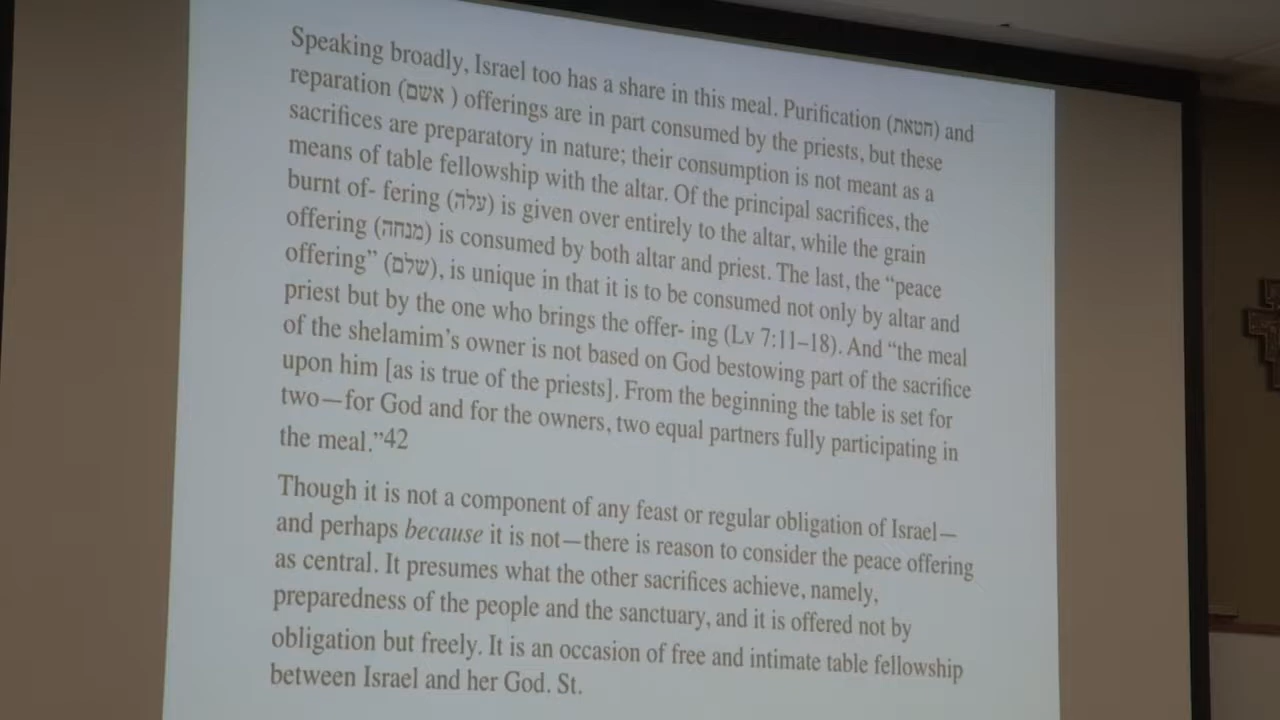 Speaking broadly, Israel too has a share in this meal. Purification (חטאת) and
reparation (אשם ) offerings are in part consumed by the priests, but these
sacrifices are preparatory in nature; their consumption is not meant as a
means of table fellowship with the altar. Of the principal sacrifices, the
burnt of- fering (עלה) is given over entirely to the altar, while the grain
offering (מנחה) is consumed by both altar and priest. The last, the “peace
offering” (שלם), is unique in that it is to be consumed not only by altar and
priest but by the one who brings the offer- ing (Lv 7:11–18). And “the meal
of the shelamim’s owner is not based on God bestowing part of the sacrifice
upon him [as is true of the priests]. From the beginning the table is set for
two—for God and for the owners, two equal partners fully participating in
the meal.”42
Though it is not a component of any feast or regular obligation of Israel—
and perhaps because it is not—there is reason to consider the peace offering
as central. It presumes what the other sacrifices achieve, namely,
preparedness of the people and the sanctuary, and it is offered not by
obligation but freely. It is an occasion of free and intimate table fellowship
between Israel and her God. St.